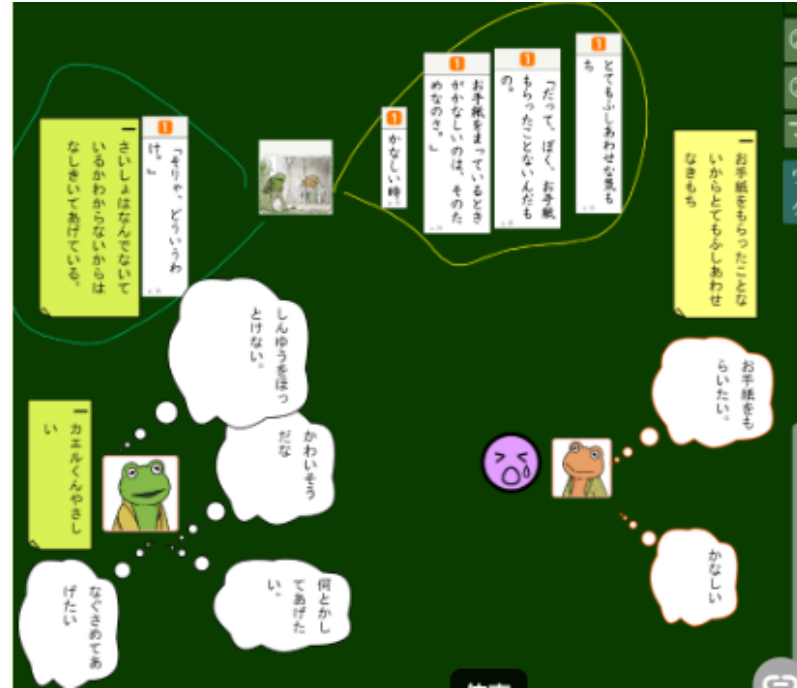 一
お手紙をもらったことな
いからとてもふしあわせ
なきもち
1
とてもふしあわせな気も
ち
1
「だって、ぼく、お手紙
もらったことないんだも
の。
1
お手紙をまっているとき
がかなしいのは、そのた
めなのさ。」
1
かなしい時。
1
「そりゃ、どういうわ
け。」
一
さいしょはなんでないて
いるかわからないからは
なしきいてあげている。
お手紙をも
らいたい。
かなしい
しんゆうをほっ
とけない。
かわいそう
だな
何とかし
てあげた
い。
なぐさめてあ
げたい
一
カエルくんやさし
い